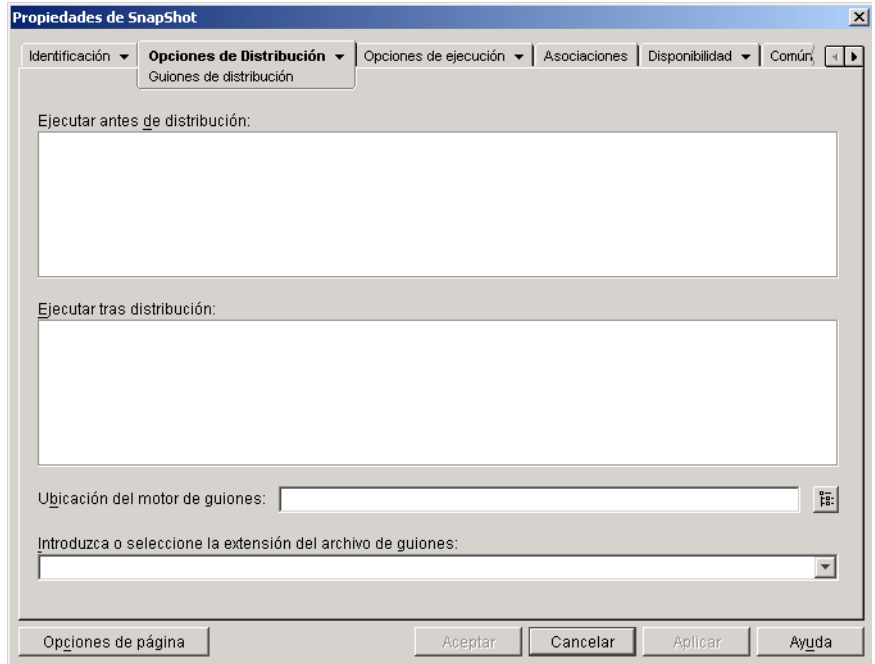 Propiedades de SnapShot
Identificación Opciones de Distribución Opciones de ejecución Asociaciones Disponibilidad Común
Guiones de distribución
Ejecutar antes de distribución:
Ejecutar tras distribución:
Ubicación del motor de guiones:
Introduzca o seleccione la extensión del archivo de guiones:
Opciones de página Aceptar Cancelar Aplicar Ayuda